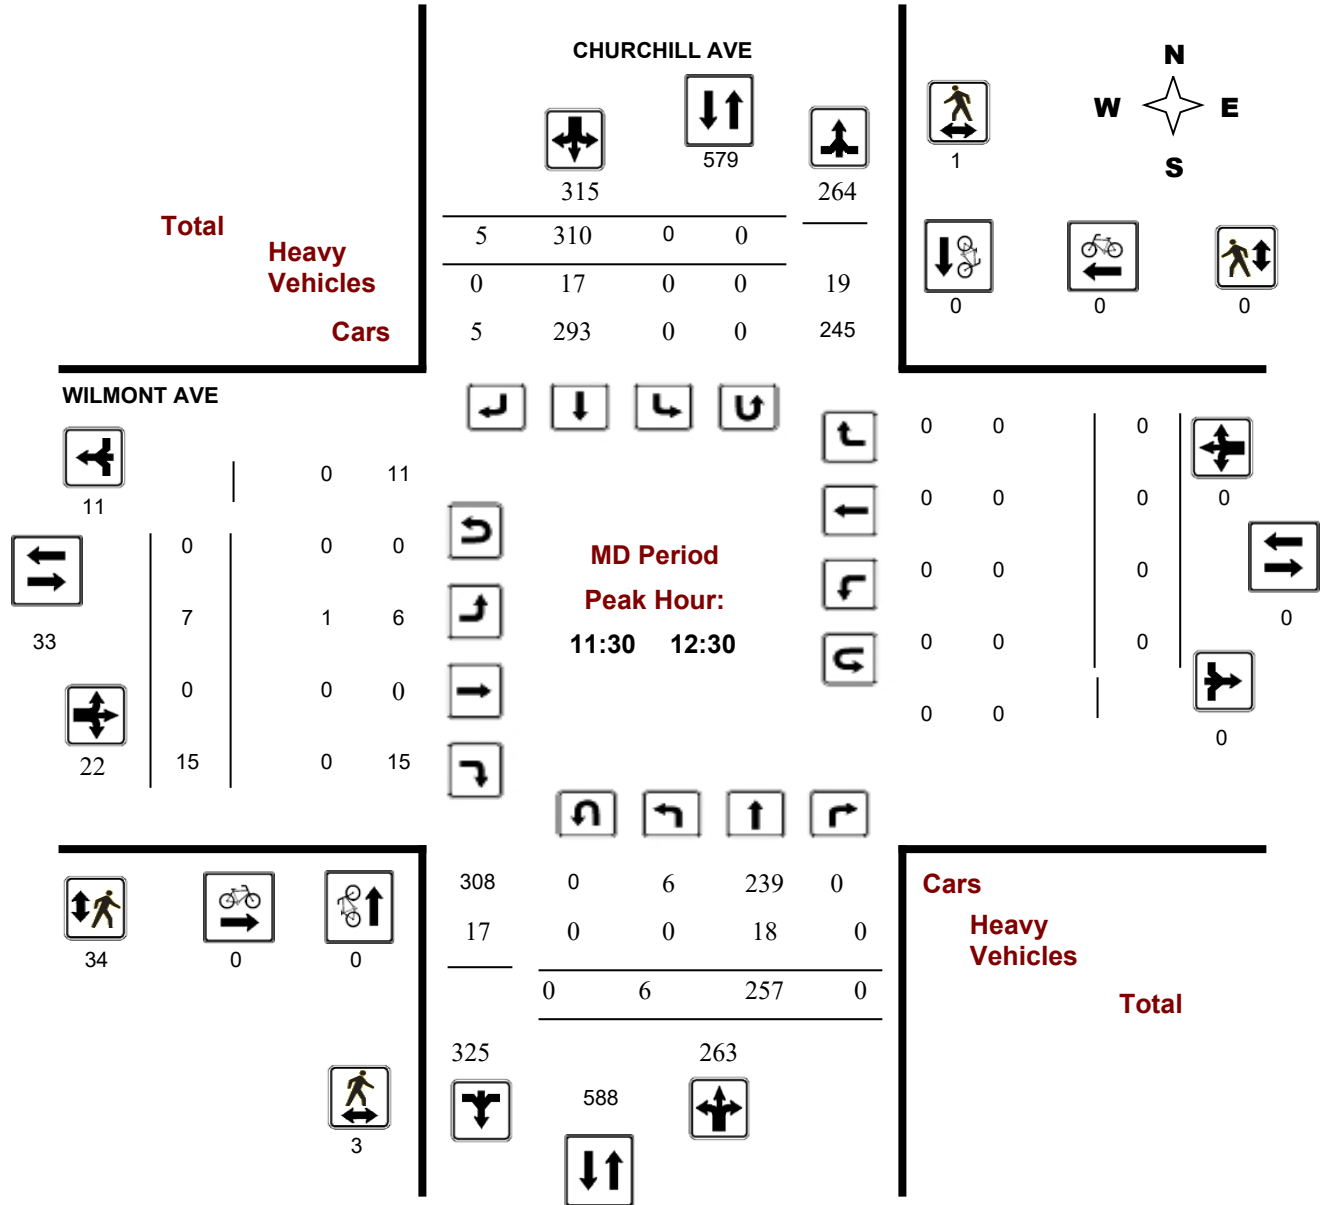 CHURCHILL AVE
N
W E
S
579
1
315 264
Total
5 310 0 0
Heavy
Vehicles
0 17 0 0 19
0 0 0
Cars
5 293 0 0 245
WILMONT AVE
0 0 0
0 11
11
0 0 0 0
0 0 0
MD Period
0 0 0
Peak Hour:
7 1 6
0
33
11:30 12:30
0 0 0
0 0 0
0 0
0
22
15 0 15
308 0 6 239 0
Cars
17 0 0 18 0
Heavy
Vehicles
34 0 0
0 6 257 0
Total
325 263
588
3